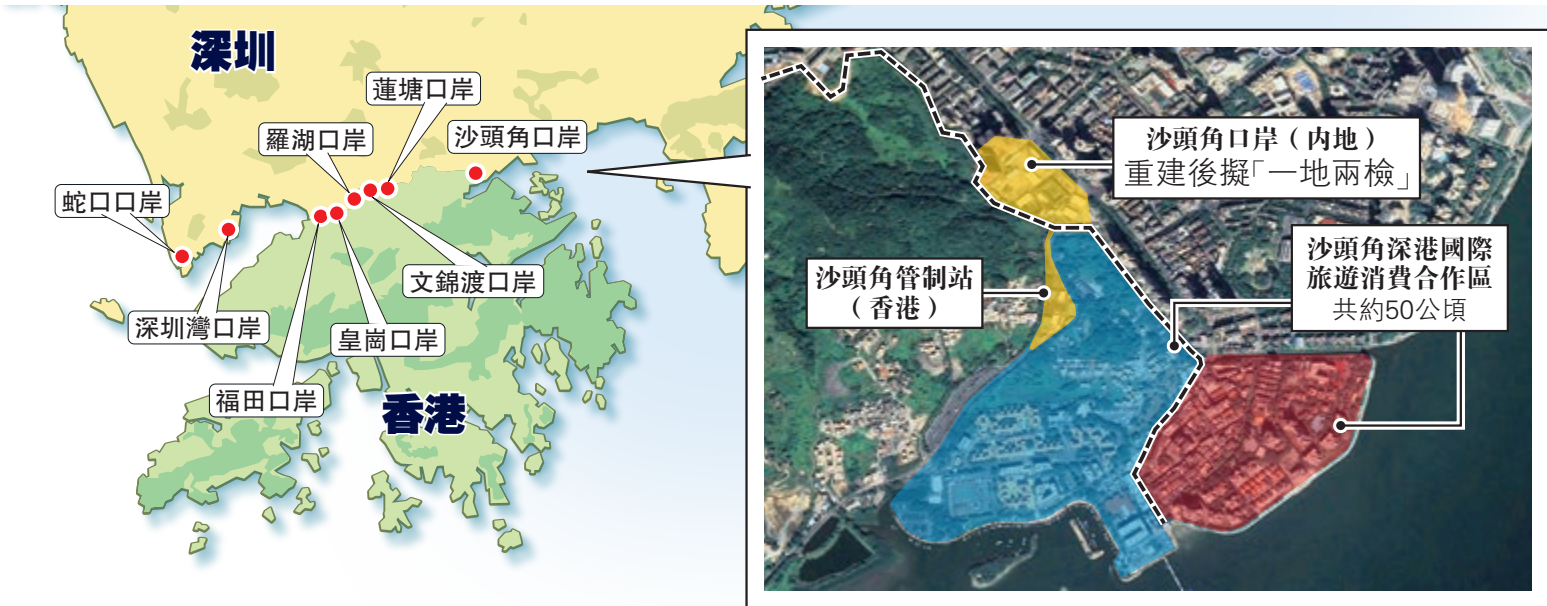 深圳
蓮塘口岸
羅湖口岸
沙頭角口岸
蛇口口岸
文錦渡口岸
深圳灣口岸
皇崗口岸
福田口岸
香港
沙頭角口岸（内地）
重建後擬「一地兩檢」
沙頭角深港國際
旅遊消費合作區
共約50公頃
沙頭角管制站
（香港）